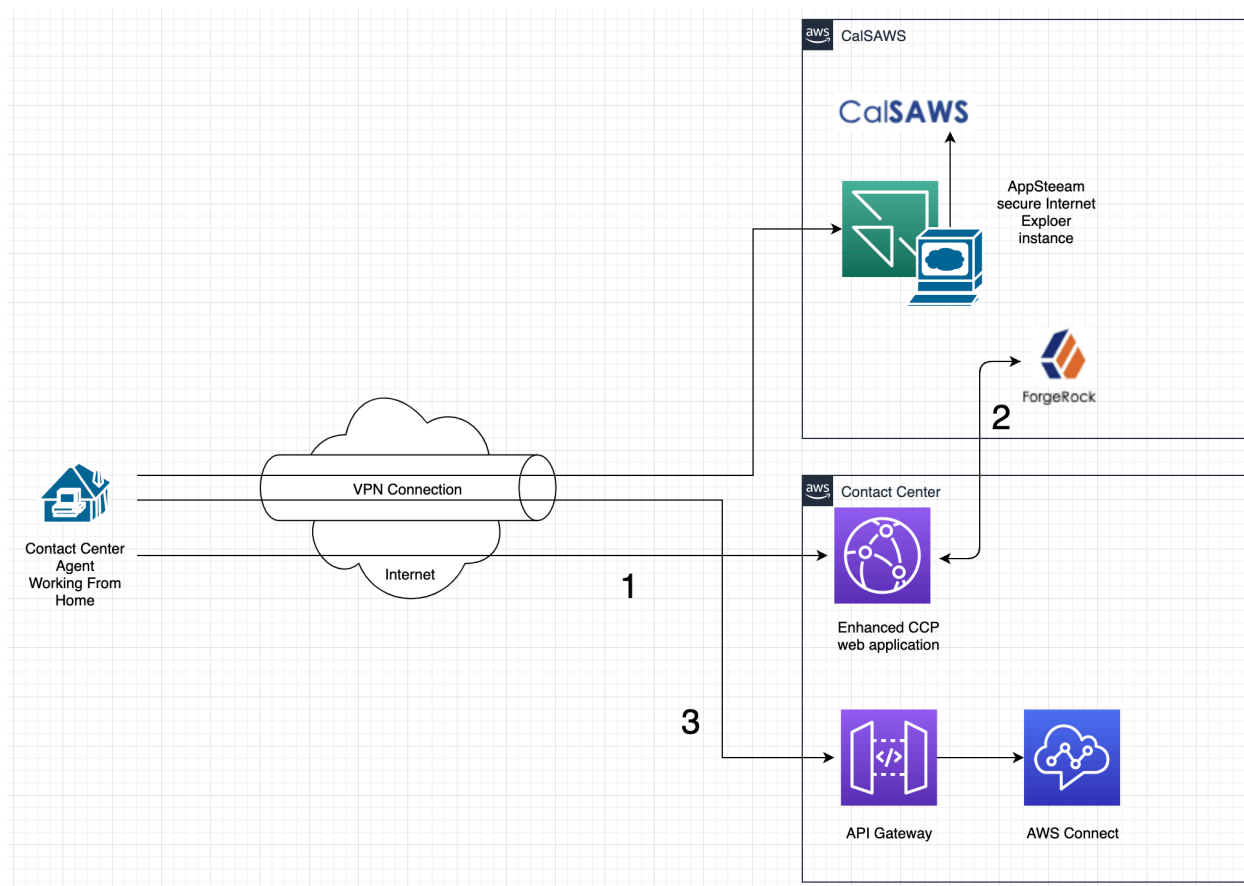 aws
CalSAWS
CalSAWS
AppSteeam
secure Internet
Exploer
instance
ForgeRock
2
VPN Connection
aws
Contact Center
Contact Center
Agent
Working From
Home
Internet
1
Enhanced CCP
web application
3
API Gateway
AWS Connect